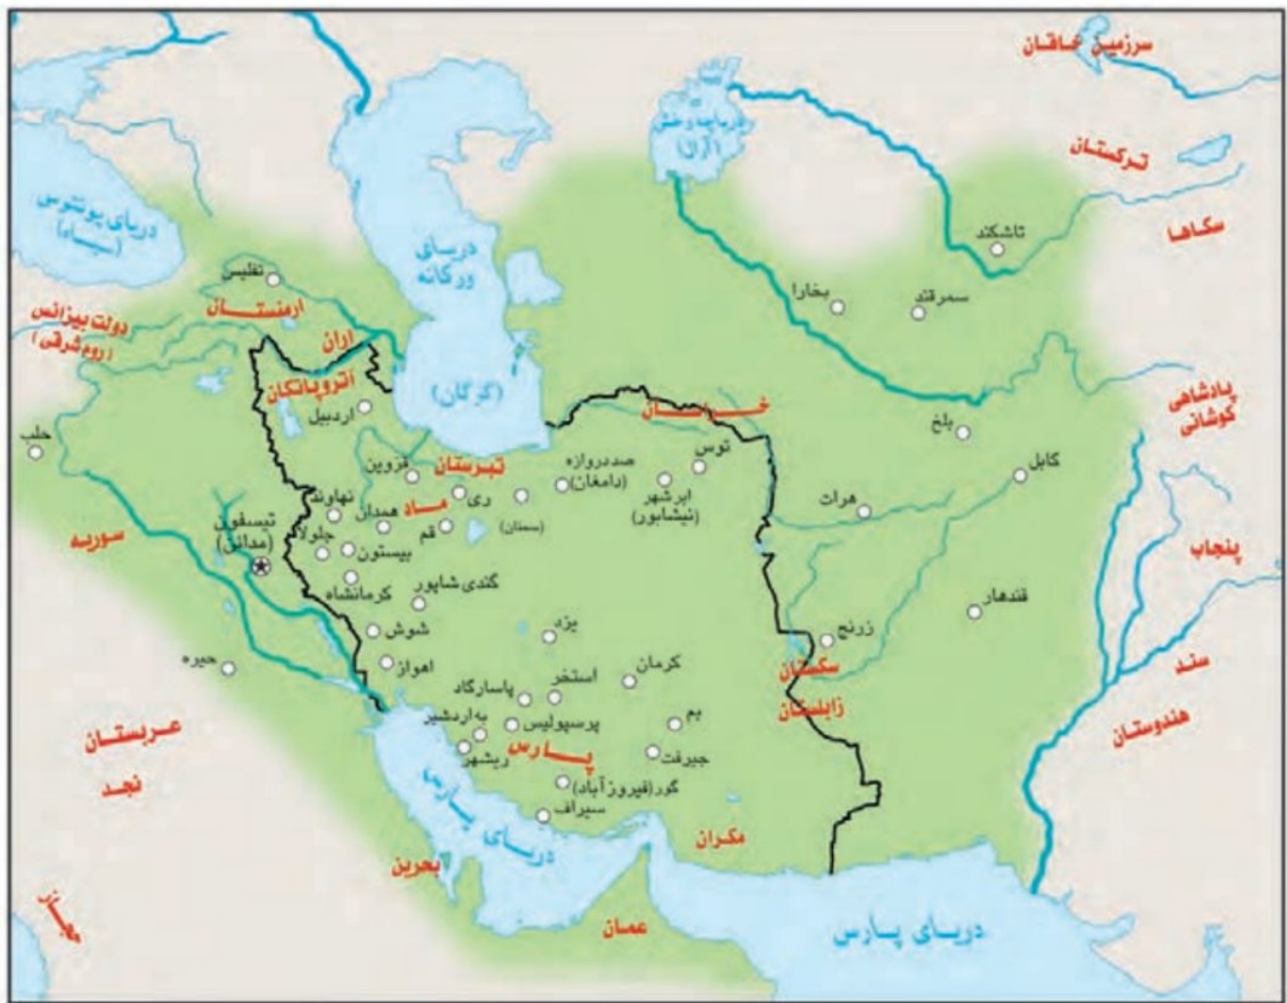 سرزمین خاقان
دریاچه وخش
(آرال)
ترکستان
سکاها
دریای پونتوس
(سیاه)
دریای
ورکانه
(گرگان)
تاشکند
تفلیس
بخارا
سمرقند
ارمنستان
دولت بیزانس
(روم شرقی)
اران
آتروپاتکان
اردبیل
خراسان
پادشاهی
کوشانی
بلخ
حلب
توس
کابل
قزوین
تبرستان
صددروازه
(دامغان)
ابرشهر
(نیشابور)
هرات
نهاوند
ماد
ری
(سمنان)
همدان
قم
تیسفون
(مدائن)
جلولا
بیستون
سوریه
پنجاب
کرمانشاه
گندی شاپور
قندهار
شوش
یزد
زرنج
حیره
اهواز
کرمان
سکستان
سند
پاسارگاد
استخر
زابلستان
هندوستان
به اردشیر
پرسپولیس
بم
عربستان
ریشهر
پارس
جیرفت
نجد
گور (فیروز آباد)
سیراف
دریای پارس
مکران
بحرین
عمان
دریای پارس